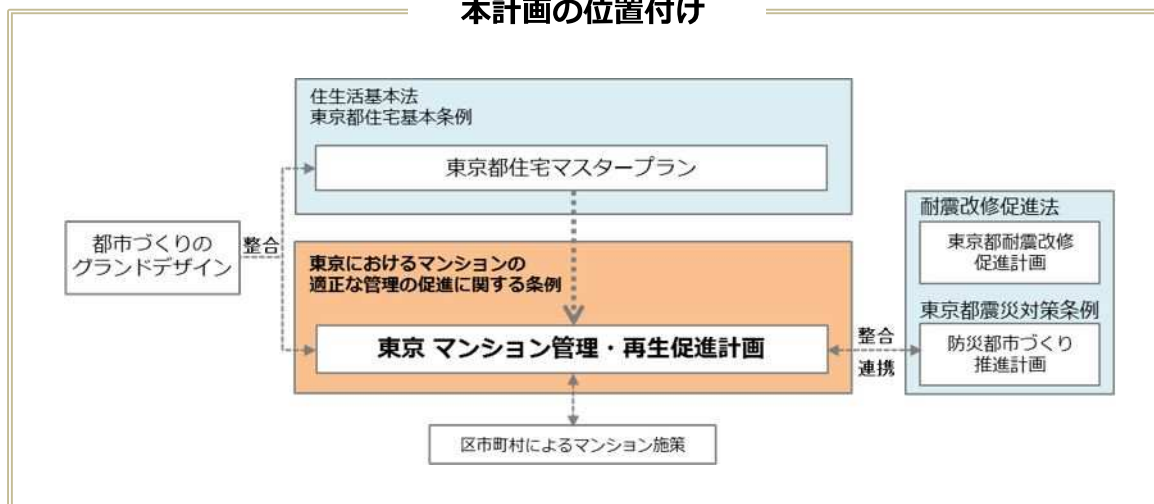 本計画の位置付け
住生活基本法
東京都住宅基本条例
東京都住宅マスタープラン
都市づくりの
グランドデザイン
整合
東京におけるマンションの
適正な管理の促進に関する条例
東京 マンション管理・再生促進計画
整合
連携
耐震改修促進法
東京都耐震改修
促進計画
東京都震災対策条例
防災都市づくり
推進計画
区市町村によるマンション施策